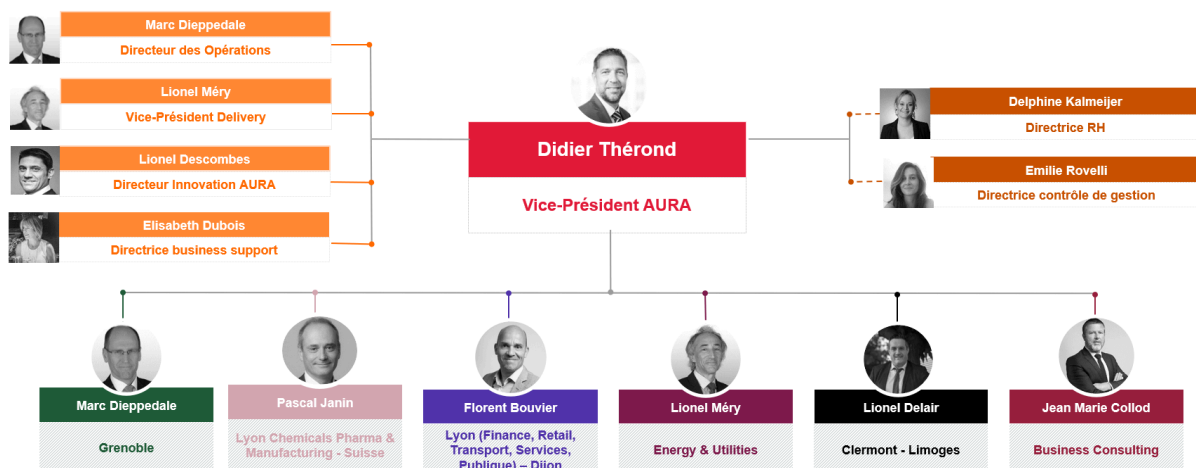 Marc Dieppedale
Directeur des Opérations
Lionel Méry
Vice-Président Delivery
Lionel Descombes
Directeur Innovation AURA
Elisabeth Dubois
Directrice business support
Didier Thérond
Vice-Président AURA
Delphine Kalmeijer
Directrice RH
Emilie Rovelli
Directrice contrôle de gestion
Marc Dieppedale
Grenoble
Pascal Janin
Lyon Chemicals Pharma &
Manufacturing - Suisse
Florent Bouvier
Lyon (Finance, Retail,
Transport, Services,
Publique) – Dijon
Lionel Méry
Energy & Utilities
Lionel Delair
Clermont - Limoges
Jean Marie Collod
Business Consulting